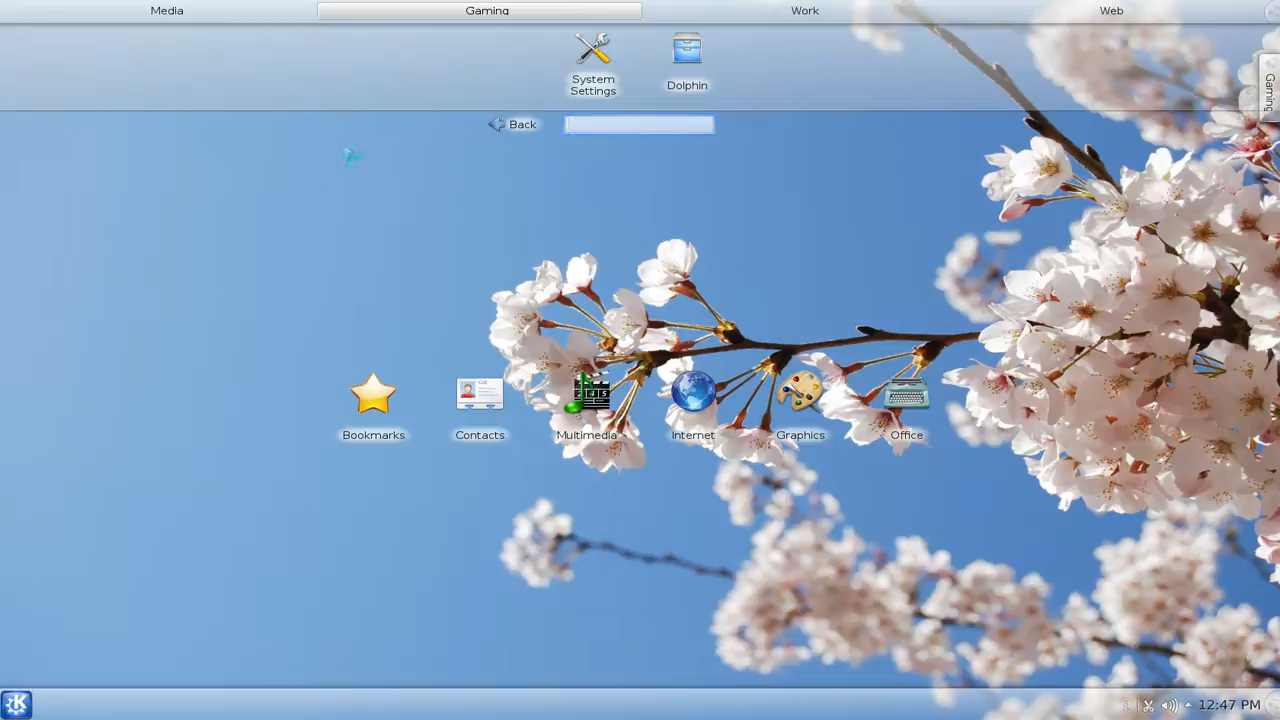 Media
Gaming
Work
Web
System
Settings
Dolphin
Gaming
Back
Bookmarks
Contacts
Multimedia
Internet
Graphics
Office
12:47 PM